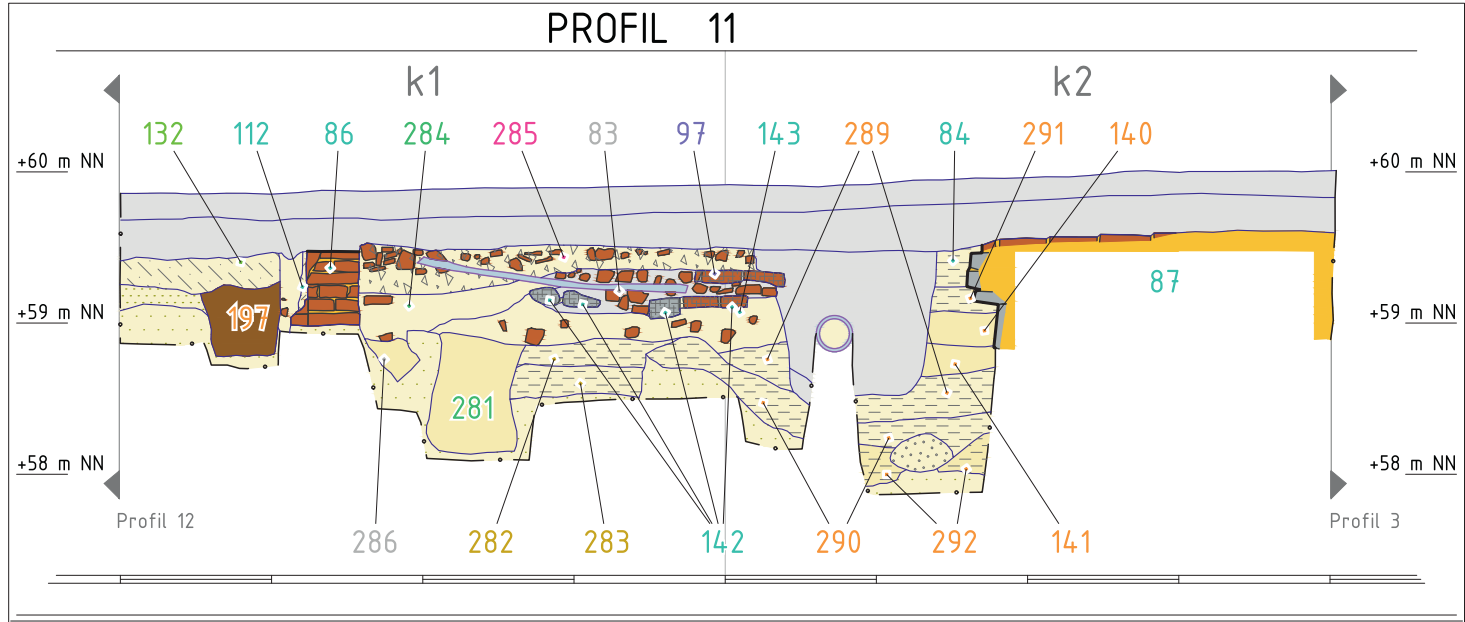 PROFIL 11
k1 k2
132 112 86 284 285 83 97 143 289 84 291 140
+60 m NN +60 m NN
87
+59 m NN 197 +59 m NN
281
+58 m NN +58 m NN
Profil 12 Profil 3
286 282 283 142 290 292 141